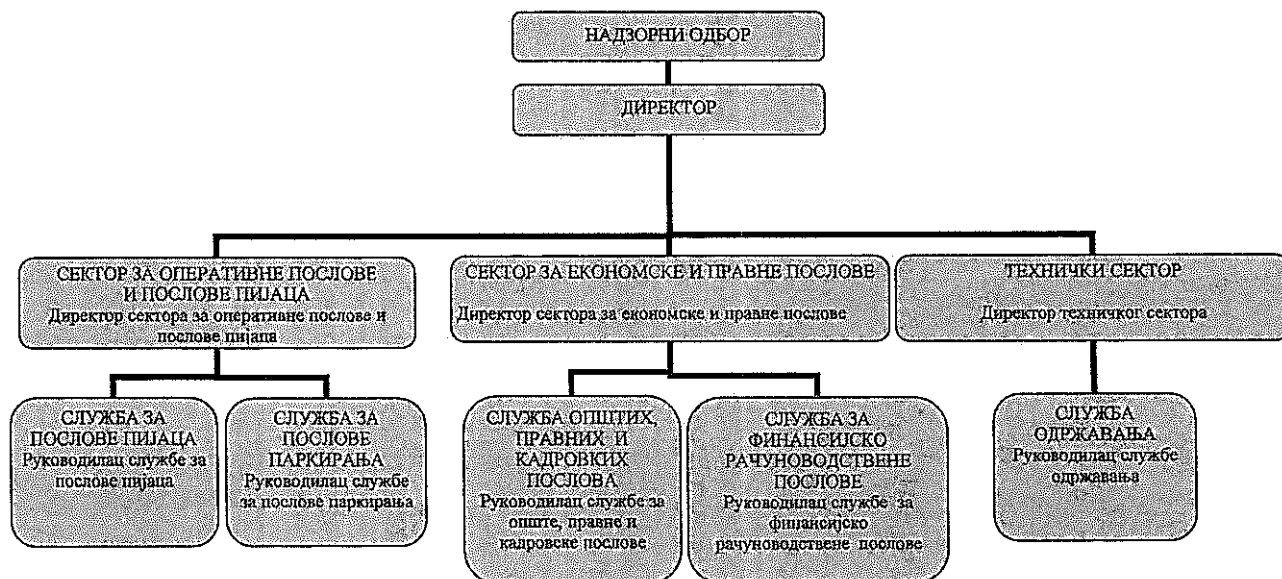 НАДЗОРНИ ОДБОР
ДИРЕКТОР
СЕКТОР ЗА ОПЕРАТИВНЕ ПОСЛОВЕ
И ПОСЛОВЕ ПИЈАЦА
Директор сектора за оперативне послове и
послове пијаца
СЕКТОР ЗА ЕКОНОМСКЕ И ПРАВНЕ ПОСЛОВЕ
Директор сектора за економске и правне послове
ТЕХНИЧКИ СЕКТОР
Директор техничког сектора
СЛУЖБА ЗА
ПОСЛОВЕ ПИЈАЦА
Руководилац службе за
послове пијаца
СЛУЖБА ЗА
ПОСЛОВЕ
ПАРКИРАЊА
Руководилац службе
за послове паркирања
СЛУЖБА ОПШТИХ,
ПРАВНИХ И
КАДРОВКИХ
ПОСЛОВА
Руководилац службе за
опште, правне и
кадровске послове
СЛУЖБА ЗА
ФИНАНСИЈСКО
РАЧУНОВОДСТВЕНЕ
ПОСЛОВЕ
Руководилац службе за
финансијско
рачуноводствене послове
СЛУЖБА
ОДРЖАВАЊА
Руководилац службе
одржавања